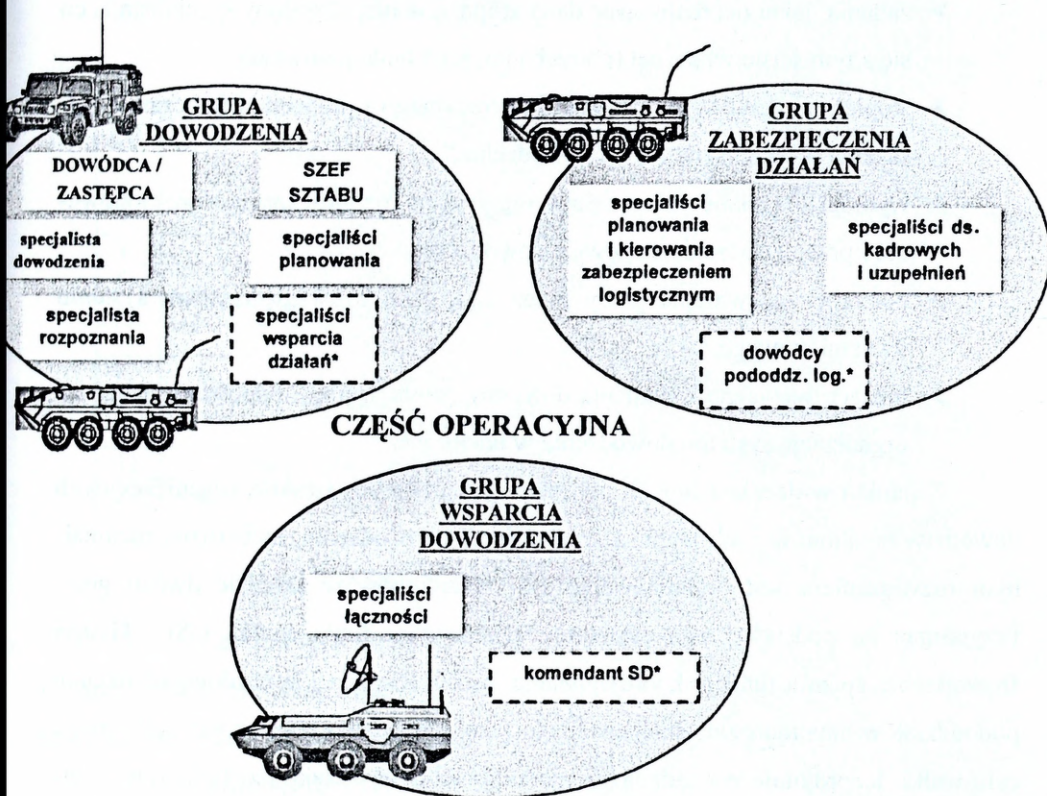 GRUPA
DOWODZENIA
DOWÓDCA /
ZASTĘPCA
SZEF
SZTABU
specjalista
dowodzenia
specjaliści
planowania
specjalista
rozpoznania
specjaliści
wsparcia
działań*
GRUPA
ZABEZPIECZENIA
DZIAŁAŃ
specjaliści
planowania
i kierowania
zabezpieczeniem
logistycznym
specjaliści ds.
kadrowych
i uzupełnień
dowódcy
pododdz. log.*
CZĘŚĆ OPERACYJNA
GRUPA
WSPARCIA
DOWODZENIA
specjaliści
łączności
komendant SD*